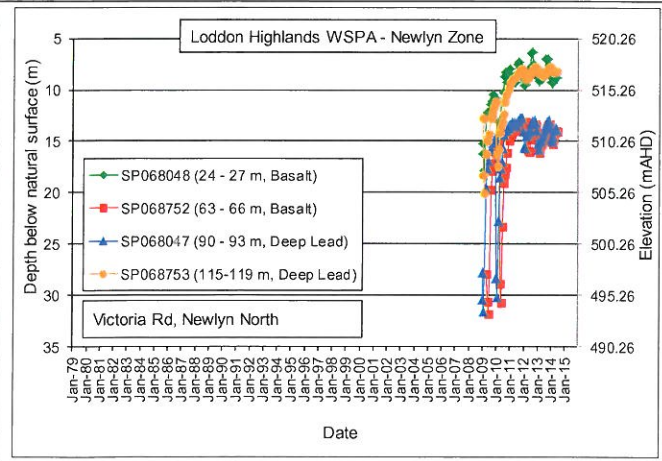 Loddon Highlands WSPA - Newlyn Zone
Depth below natural surface (m)
5
10
15
20
25
30
35
520.26
515.26
510.26
505.26
500.26
495.26
490.26
Elevation (mAHD)
SP068048 (24 - 27 m, Basalt)
SP068752 (63 - 66 m, Basalt)
SP068047 (90 - 93 m, Deep Lead)
SP068753 (115-119 m, Deep Lead)
Victoria Rd, Newlyn North
Jan-79
Jan-80
Jan-81
Jan-82
Jan-83
Jan-84
Jan-85
Jan-86
Jan-87
Jan-88
Jan-89
Jan-90
Jan-91
Jan-92
Jan-93
Jan-94
Jan-95
Jan-96
Jan-97
Jan-98
Jan-99
Jan-00
Jan-01
Jan-02
Jan-03
Jan-04
Jan-05
Jan-06
Jan-07
Jan-08
Jan-09
Jan-10
Jan-11
Jan-12
Jan-13
Jan-14
Jan-15
Date